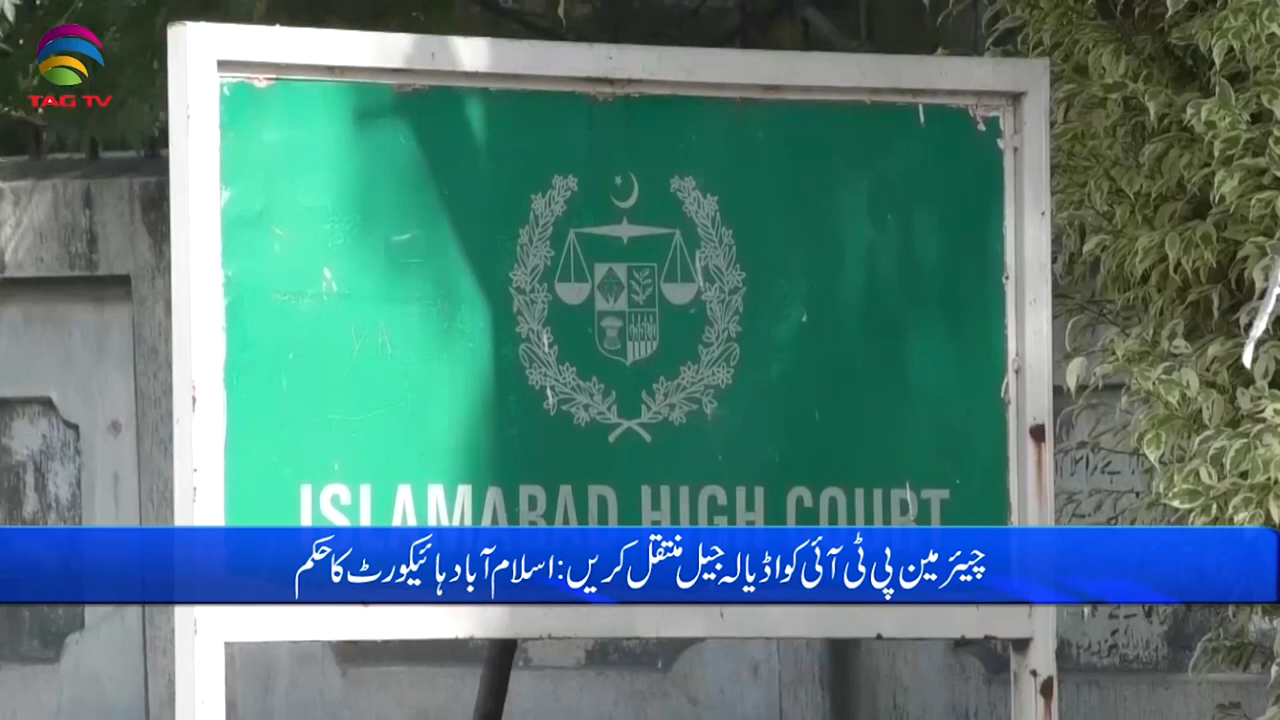 TAG TV
ISLAMABAD HIGH COURT
چیئرمین پی ٹی آئی کو اڈیالہ جیل منتقل کریں: اسلام آباد ہائیکورٹ کا حکم